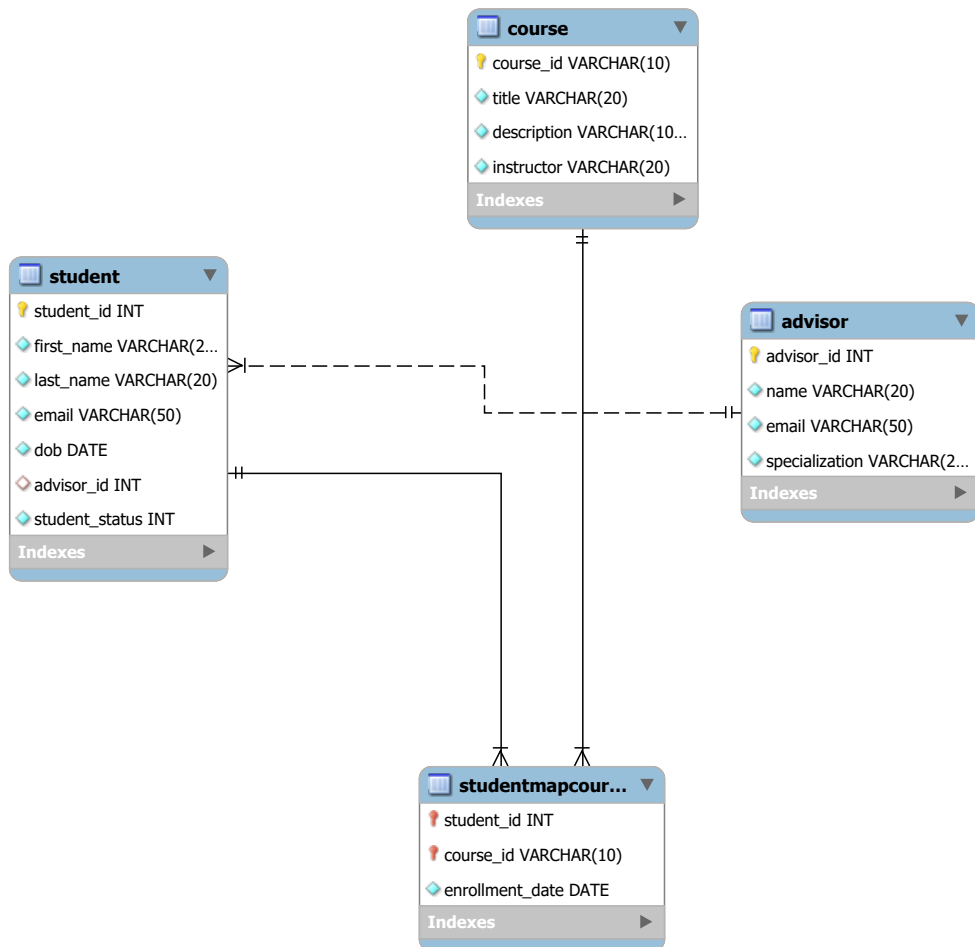 course
course_id VARCHAR(10)
title VARCHAR(20)
description VARCHAR(10...
instructor VARCHAR(20)
Indexes
student
student_id INT
first_name VARCHAR(2...
last_name VARCHAR(20)
email VARCHAR(50)
dob DATE
advisor_id INT
student_status INT
Indexes
advisor
advisor_id INT
name VARCHAR(20)
email VARCHAR(50)
specialization VARCHAR(2...
Indexes
studentmapcour...
student_id INT
course_id VARCHAR(10)
enrollment_date DATE
Indexes